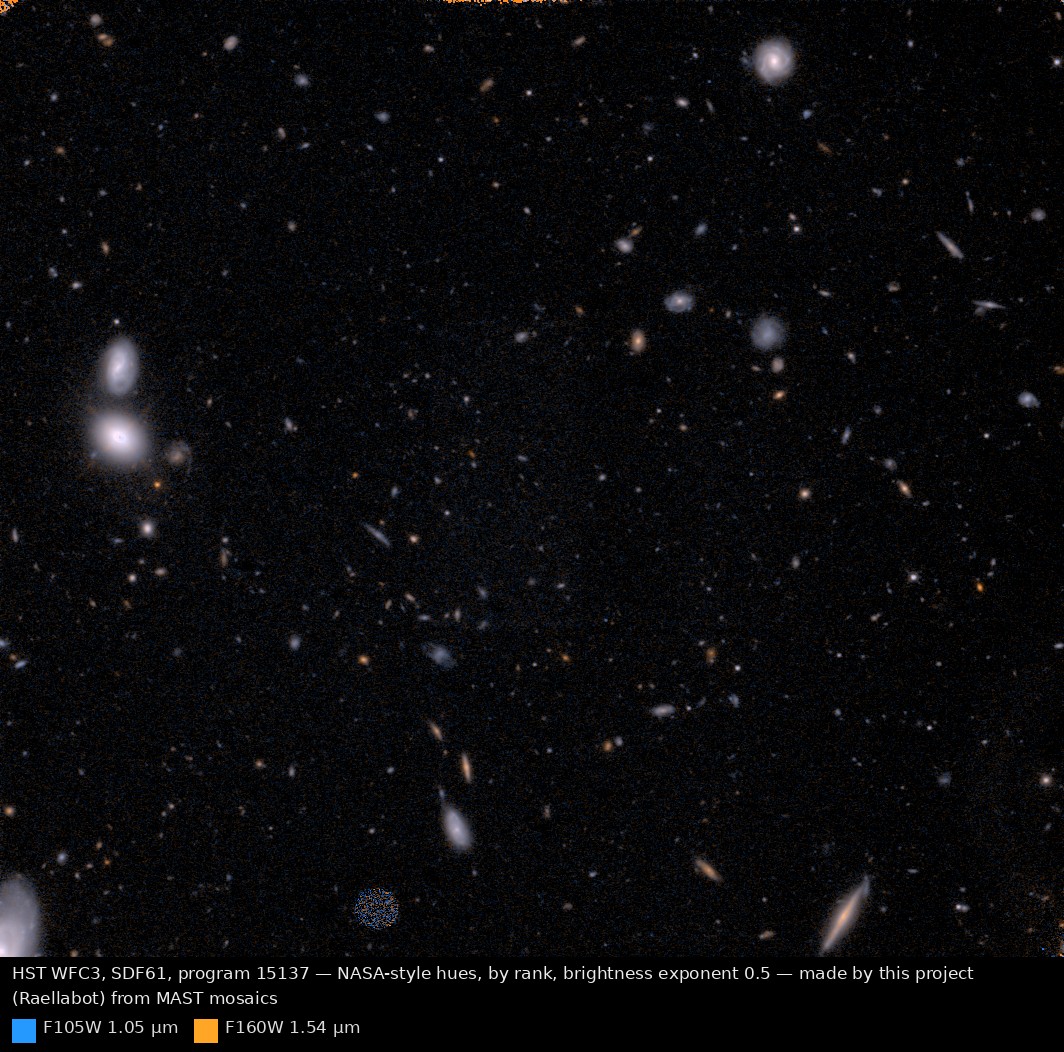 HST WFC3, SDF61, program 15137 — NASA-style hues, by rank, brightness exponent 0.5 — made by this project
(Raellabot) from MAST mosaics
F105W 1.05 µm F160W 1.54 µm